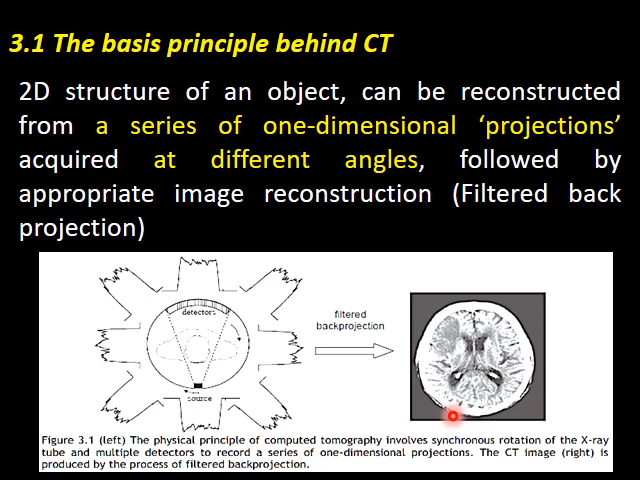 3.1 The basis principle behind CT
2D structure of an object, can be reconstructed
from a series of one-dimensional ‘projections’
acquired at different angles, followed by
appropriate image reconstruction (Filtered back
projection)
detectors
source
filtered
backprojection
Figure 3.1 (left) The physical principle of computed tomography involves synchronous rotation of the X-ray
tube and multiple detectors to record a series of one-dimensional projections. The CT image (right) is
produced by the process of filtered backprojection.